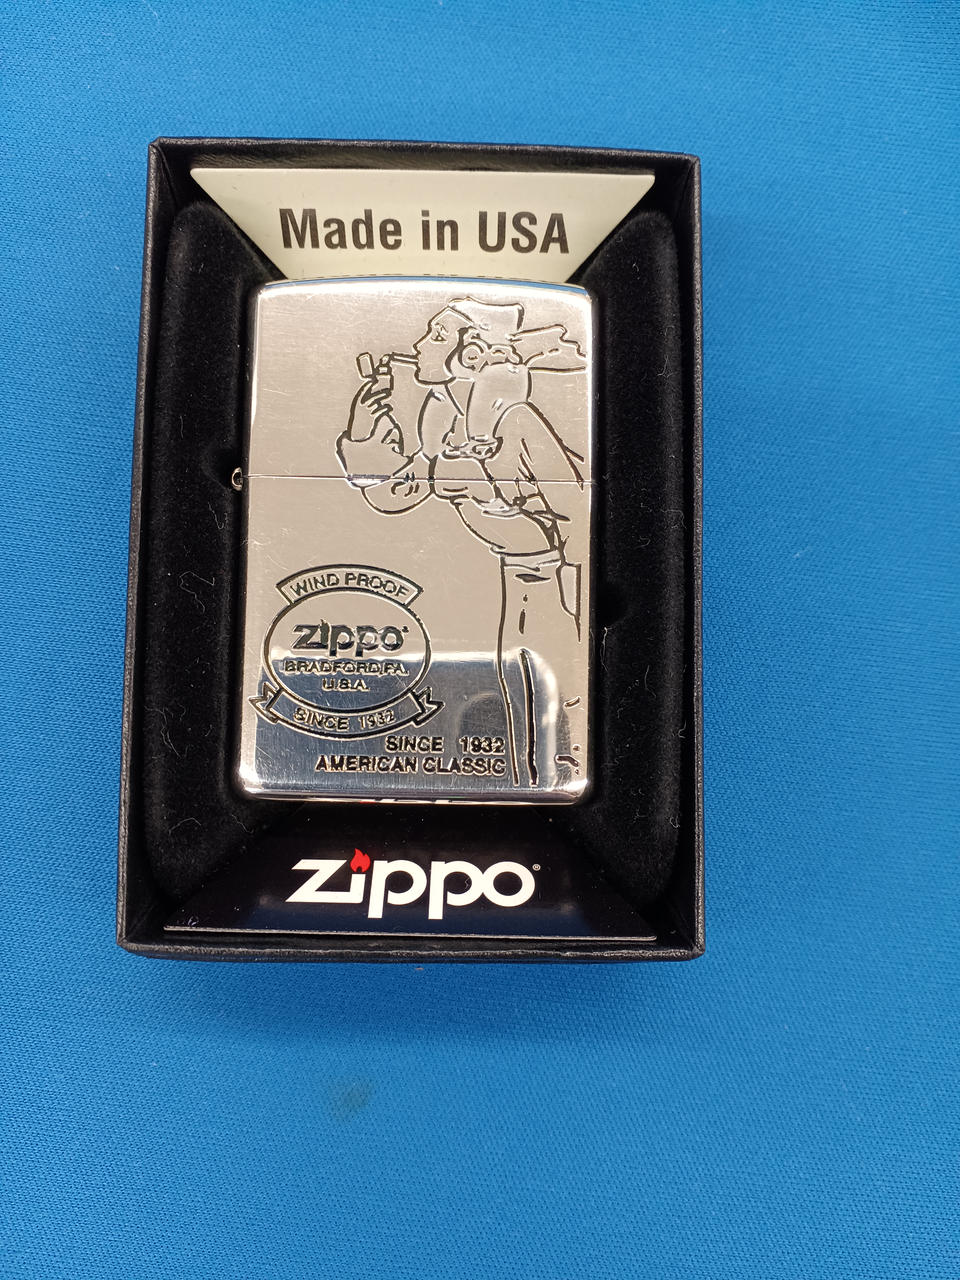 Made in USA
WIND PROOF
zippo
BRADFORD, PA.
U.S.A.
SINCE 1932
SINCE 1932
AMERICAN CLASSIC
zippo®